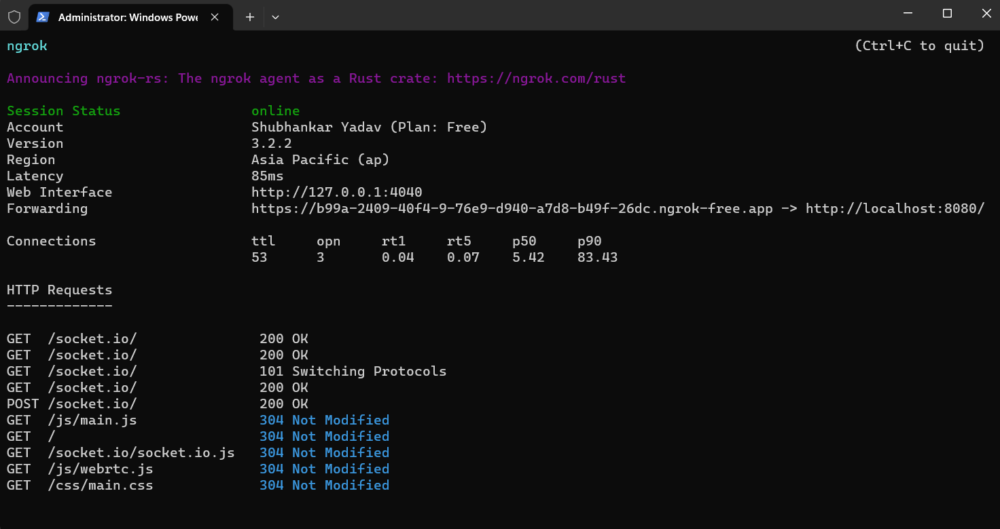 Administrator: Windows Powe
ngrok (Ctrl+C to quit)
Announcing ngrok-rs: The ngrok agent as a Rust crate: https://ngrok.com/rust
Session Status online
Account Shubhankar Yadav (Plan: Free)
Version 3.2.2
Region Asia Pacific (ap)
Latency 85ms
Web Interface http://127.0.0.1:4040
Forwarding https://b99a-2409-40f4-9-76e9-d940-a7d8-b49f-26dc.ngrok-free.app -> http://localhost:8080/
Connections ttl opn rt1 rt5 p50 p90
53 3 0.04 0.07 5.42 83.43
HTTP Requests
-------------
GET /socket.io/ 200 OK
GET /socket.io/ 200 OK
GET /socket.io/ 101 Switching Protocols
GET /socket.io/ 200 OK
POST /socket.io/ 200 OK
GET /js/main.js 304 Not Modified
GET / 304 Not Modified
GET /socket.io/socket.io.js 304 Not Modified
GET /js/webrtc.js 304 Not Modified
GET /css/main.css 304 Not Modified